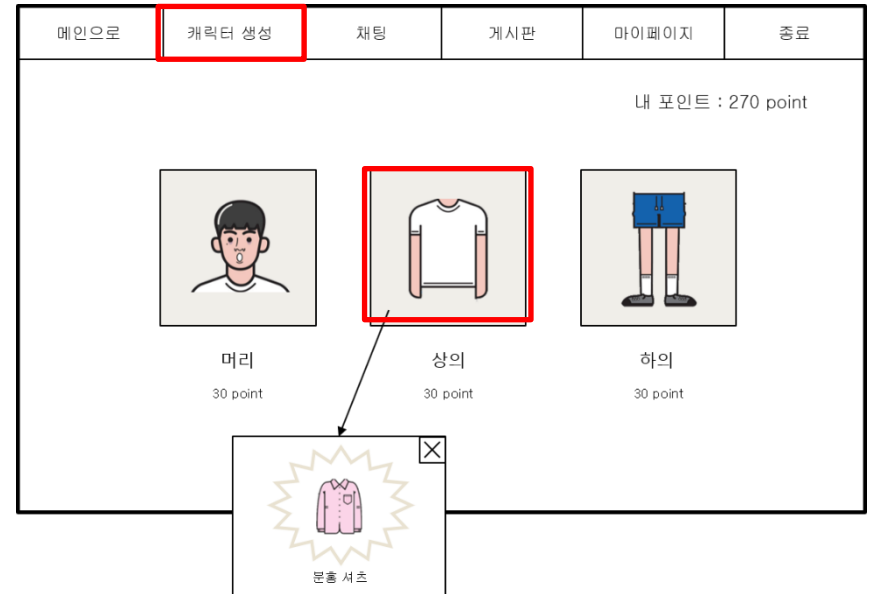 메인으로
캐릭터 생성
채팅
게시판
마이페이지
종료
내 포인트 : 270 point
머리
상의
하의
30 point
30 point
30 point
분홍 셔츠